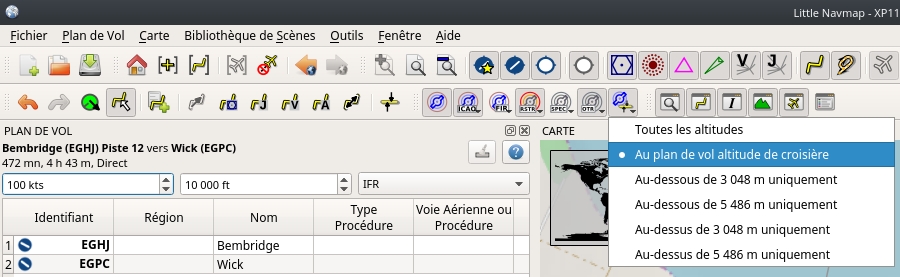 Little Navmap - XP11
Fichier Plan de Vol Carte Bibliothèque de Scènes Outils Fenêtre Aide
J V A ICAO FIR RSTR SPEC OTR I
PLAN DE VOL
Bembridge (EGHJ) Piste 12 vers Wick (EGPC)
472 mn, 4 h 43 m, Direct
100 kts 10 000 ft IFR
Identifiant Région Nom Type Procédure Voie Aérienne ou Procédure
1 EGHJ Bembridge
2 EGPC Wick
CARTE
Toutes les altitudes
Au plan de vol altitude de croisière
Au-dessous de 3 048 m uniquement
Au-dessous de 5 486 m uniquement
Au-dessus de 3 048 m uniquement
Au-dessus de 5 486 m uniquement